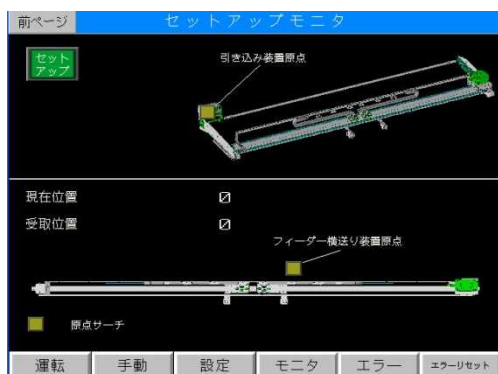 前ページ
セットアップモニタ
セット
アップ
引き込み装置原点
現在位置
受取位置
フィーダー横送り装置原点
原点サーチ
運転
手動
設定
モニタ
エラー
エラーリセット